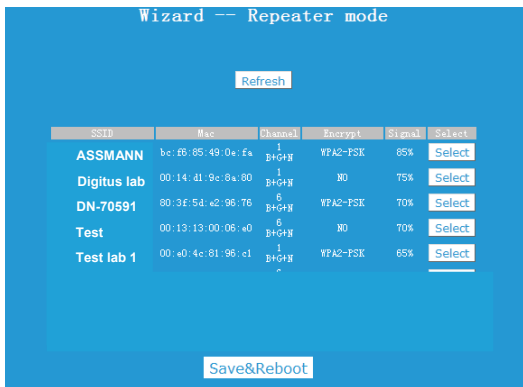 Wizard -- Repeater mode
Refresh
SSID Mac Channel Encrypt Signal Select
ASSMANN bc:f6:85:49:0e:fa 1 B+G+N WPA2-PSK 85% Select
Digitus lab 00:14:d1:9c:8a:80 1 B+G+N NO 75% Select
DN-70591 80:3f:5d:e2:96:76 6 B+G+N WPA2-PSK 70% Select
Test 00:13:13:00:06:e0 6 B+G+N NO 70% Select
Test lab 1 00:e0:4c:81:96:c1 1 B+G+N WPA2-PSK 65% Select
Save&Reboot